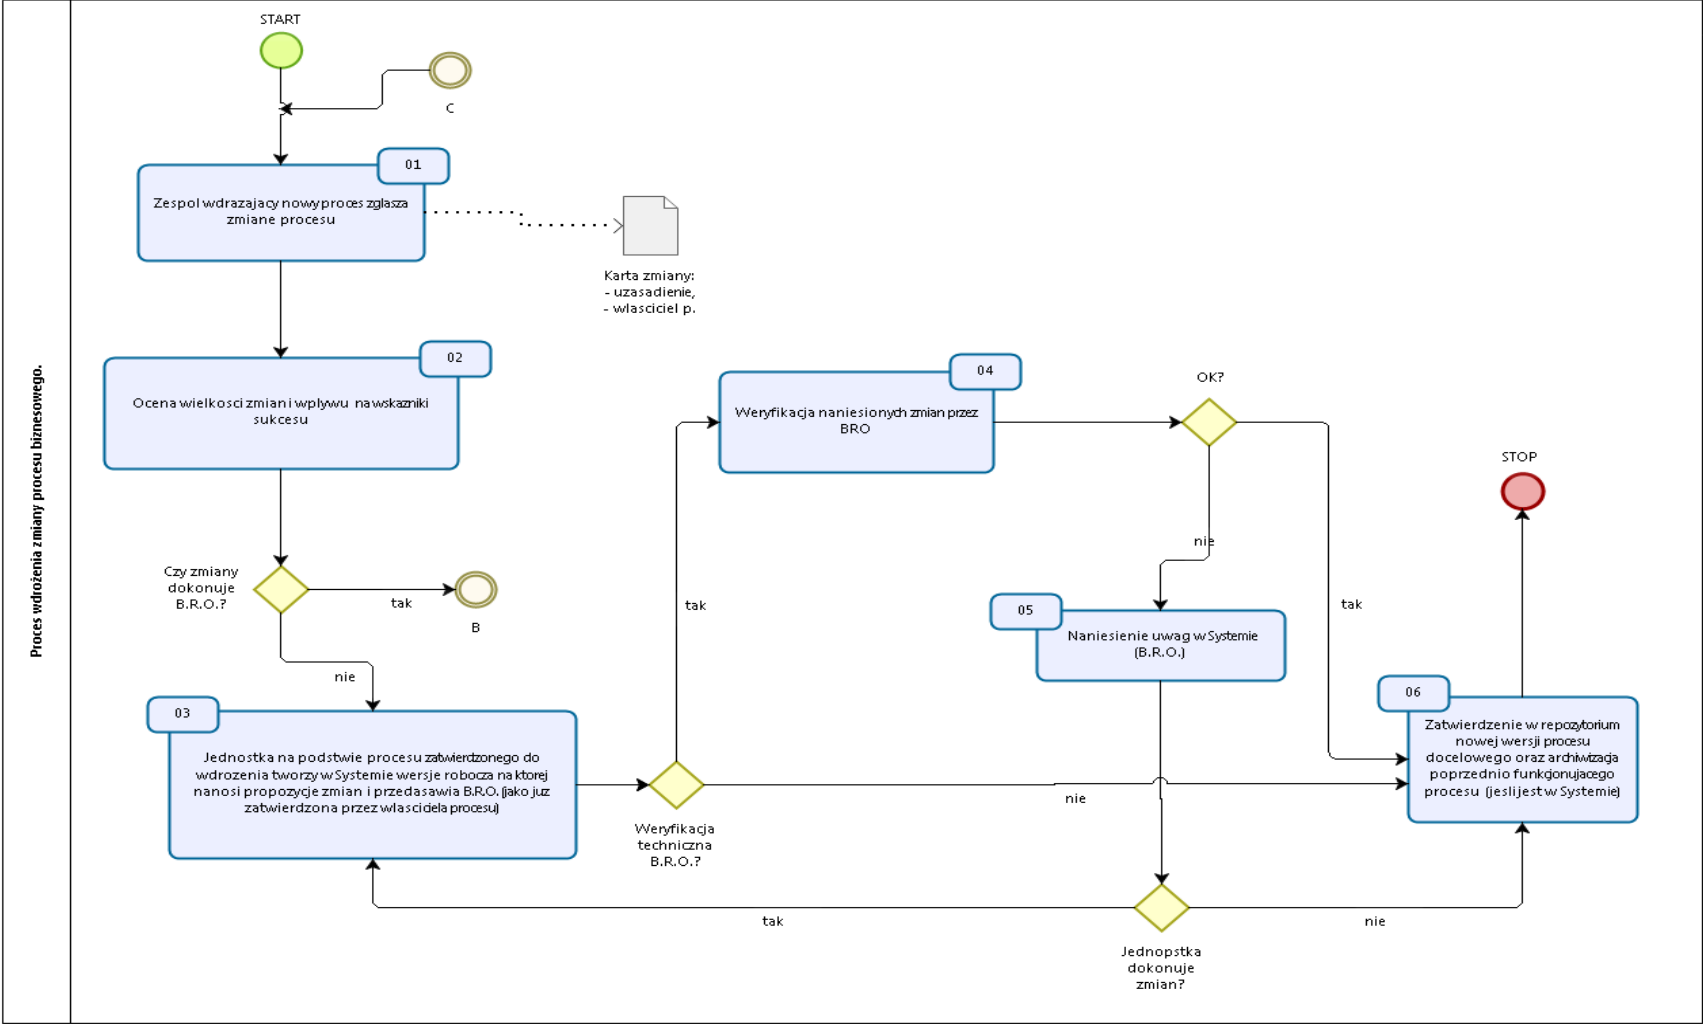 Proces wdrożenia zmiany procesu biznesowego.
START
C
01
Zespol wdrazajacy nowy proces zglasza
zmiane procesu
Karta zmiany:
- uzasadienie,
- wlasciciel p.
02
Ocena wielkosci zmian i wplywu na wskazniki
sukcesu
Czy zmiany
dokonuje
B.R.O.?
tak
B
nie
03
Jednostka na podstwie procesu zatwierdzonego do
wdrozenia tworzy w Systemie wersje robocza na ktorej
nanosi propozycje zmian i przedasawia B.R.O. (jako juz
zatwierdzona przez wlasciciela procesu)
Weryfikacja
techniczna
B.R.O.?
tak
nie
04
Weryfikacja naniesionych zmian przez
BRO
OK?
nie
tak
05
Naniesienie uwag w Systemie
(B.R.O.)
Jednopstka
dokonuje
zmian?
tak
nie
06
Zatwierdzenie w repozytorium
nowej wersji procesu
docelowego oraz archiwizacja
poprzednio funkcjonujacego
procesu (jesli jest w Systemie)
STOP